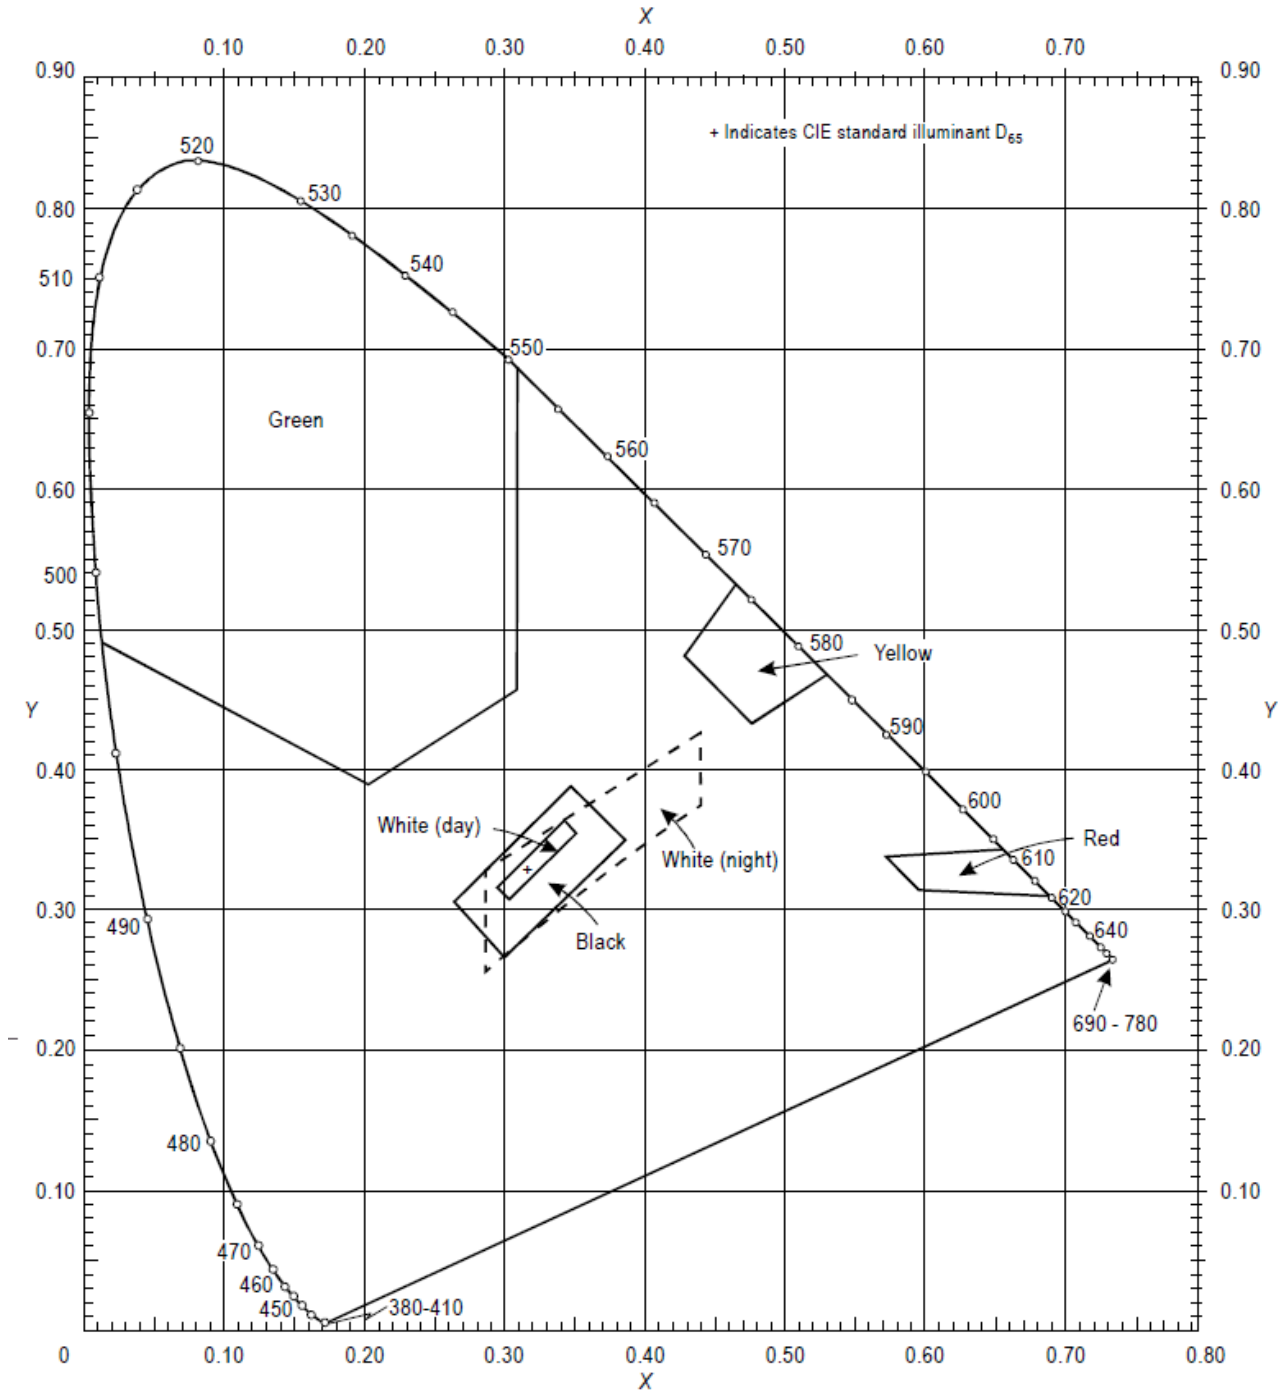 X
0.10 0.20 0.30 0.40 0.50 0.60 0.70
0.90 0.90
+ Indicates CIE standard illuminant D65
520
530
0.80 0.80
540
510
550
0.70 0.70
Green
560
0.60 0.60
570
500
0.50 0.50
580
Yellow
Y Y
590
0.40 0.40
600
White (day)
Red
610
White (night)
620
0.30 0.30
490
640
Black
690 - 780
0.20 0.20
480
0.10 0.10
470
460
450 380-410
0 0.10 0.20 0.30 0.40 0.50 0.60 0.70 0.80
X